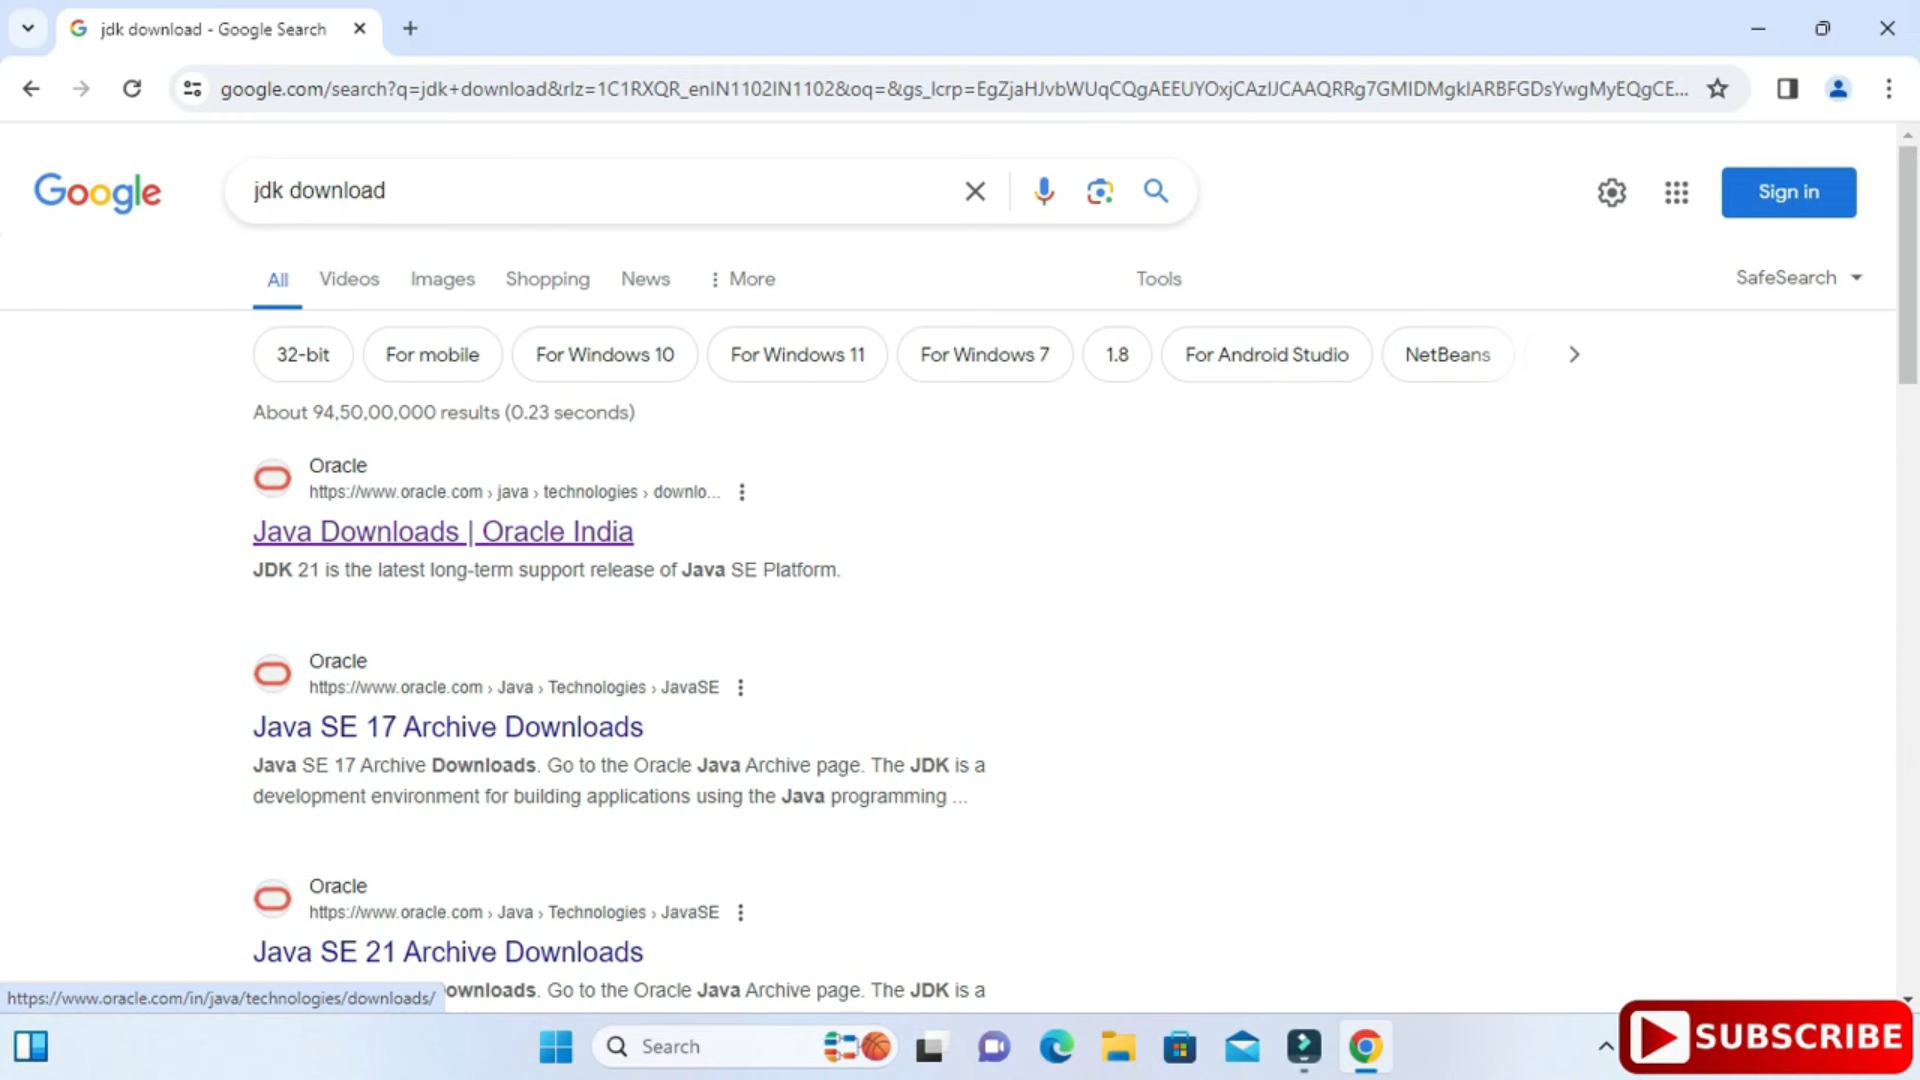 jdk download - Google Search
google.com/search?q=jdk+download&rlz=1C1RXQR_enIN1102IN1102&oq=&gs_lcrp=EgZjaHJvbWUqCQgAEEUYOxjCAzIJCAAQRRg7GMIDMgkIARBFGDsYwgMyEQgCE...
Google
jdk download
Sign in
All Videos Images Shopping News More Tools SafeSearch
32-bit For mobile For Windows 10 For Windows 11 For Windows 7 1.8 For Android Studio NetBeans
About 94,50,00,000 results (0.23 seconds)
Oracle
https://www.oracle.com › java › technologies › downlo...
Java Downloads | Oracle India
JDK 21 is the latest long-term support release of Java SE Platform.
Oracle
https://www.oracle.com › Java › Technologies › JavaSE
Java SE 17 Archive Downloads
Java SE 17 Archive Downloads. Go to the Oracle Java Archive page. The JDK is a
development environment for building applications using the Java programming ...
Oracle
https://www.oracle.com › Java › Technologies › JavaSE
Java SE 21 Archive Downloads
ownloads. Go to the Oracle Java Archive page. The JDK is a
https://www.oracle.com/in/java/technologies/downloads/
Search
SUBSCRIBE